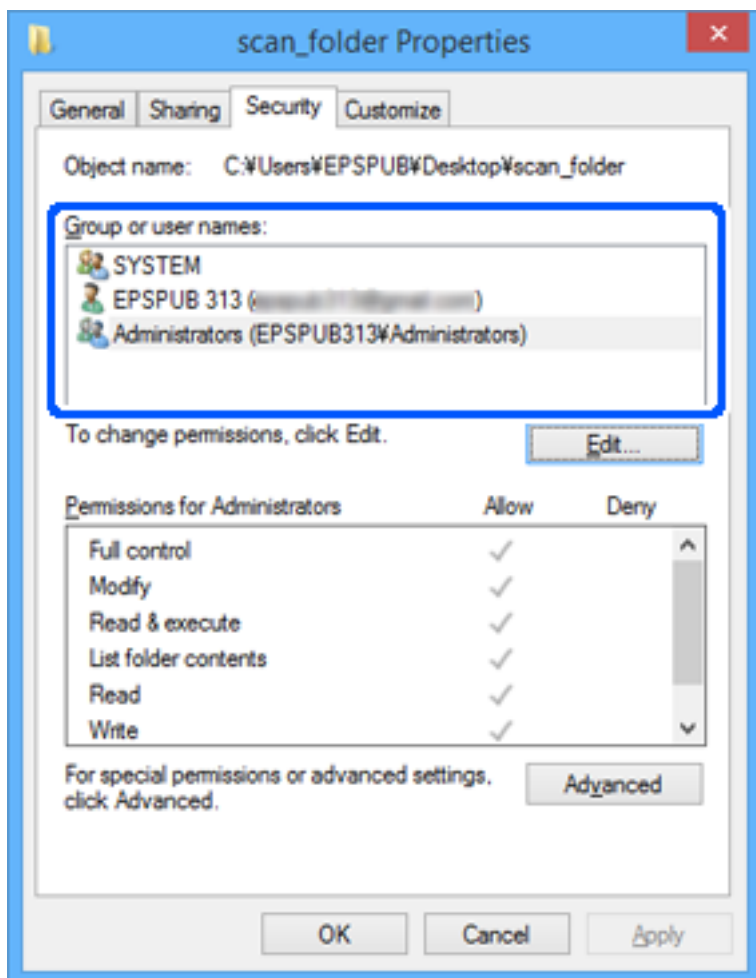 scan_folder Properties
General Sharing Security Customize
Object name: C:¥Users¥EPSPUB¥Desktop¥scan_folder
Group or user names:
SYSTEM
EPSPUB 313 ( )
Administrators (EPSPUB313¥Administrators)
To change permissions, click Edit.
Edit...
Permissions for Administrators Allow Deny
Full control
Modify
Read & execute
List folder contents
Read
Write
For special permissions or advanced settings,
click Advanced.
Advanced
OK Cancel Apply